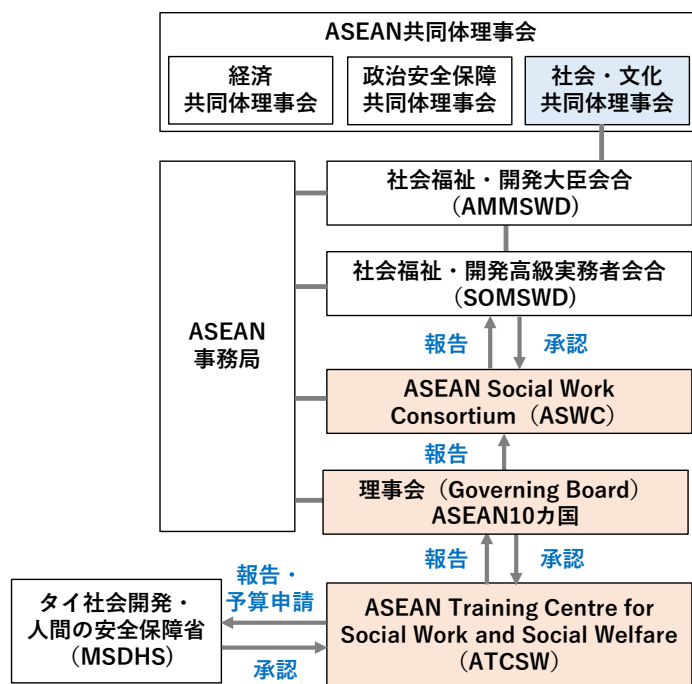 ASEAN共同体理事会
経済
共同体理事会
政治安全保障
共同体理事会
社会・文化
共同体理事会
社会福祉・開発大臣会合
（AMMSWD）
社会福祉・開発高級実務者会合
（SOMSWD）
ASEAN
事務局
報告
承認
ASEAN Social Work
Consortium（ASWC）
報告
理事会（Governing Board）
ASEAN10カ国
報告
承認
報告・
予算申請
タイ社会開発・
人間の安全保障省
（MSDHS）
承認
ASEAN Training Centre for
Social Work and Social Welfare
（ATCSW）